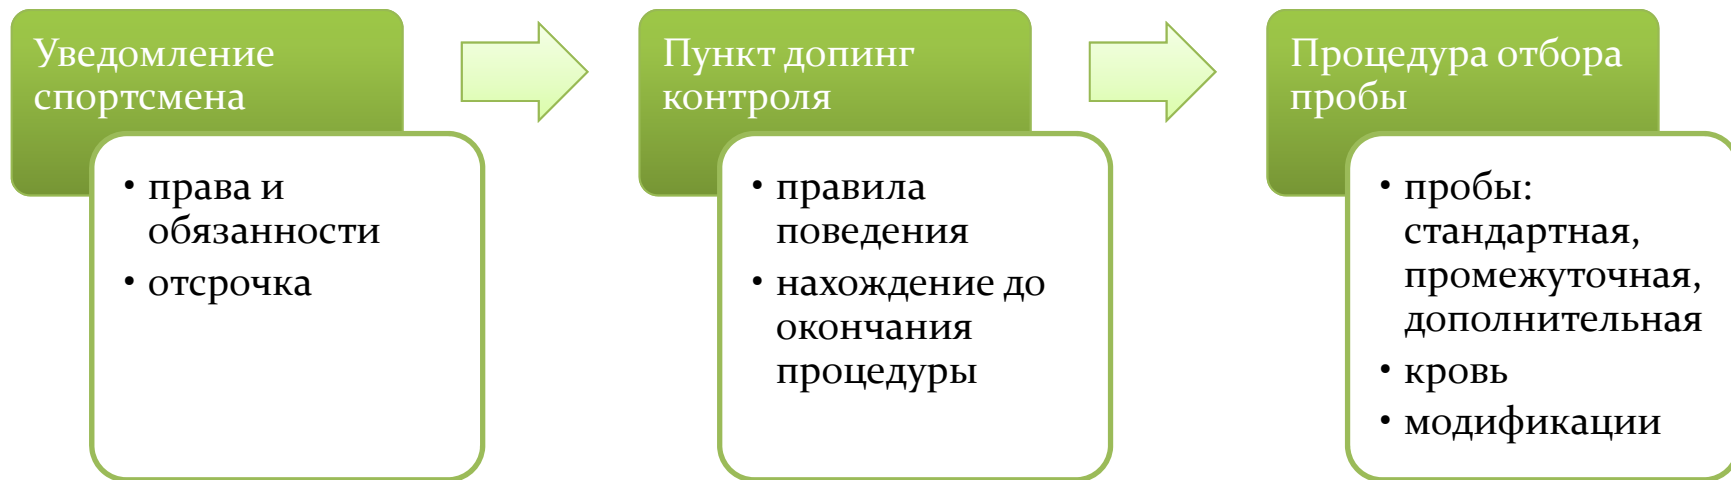 Уведомление
спортсмена
• права и
обязанности
• отсрочка
Пункт допинг
контроля
• правила
поведения
• нахождение до
окончания
процедуры
Процедура отбора
пробы
• пробы:
стандартная,
промежуточная,
дополнительная
• кровь
• модификации